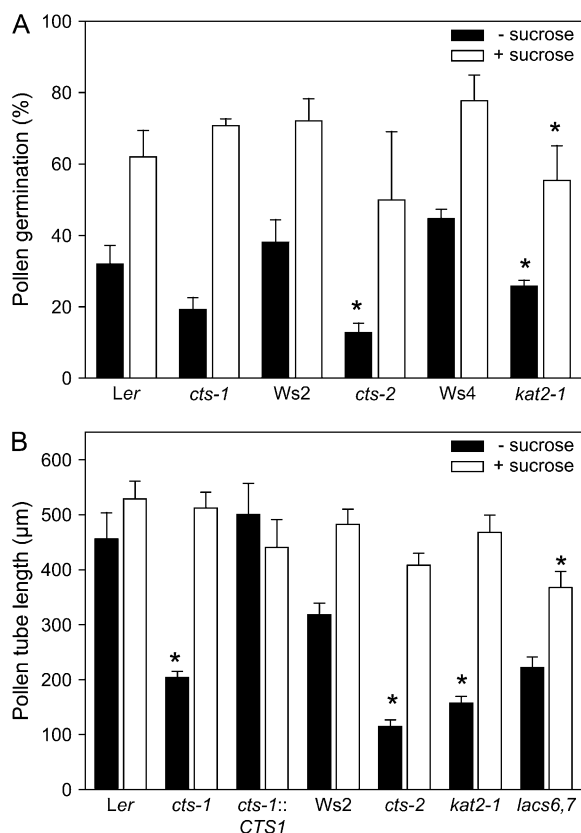 A
100
80
60
40
20
0
Pollen germination (%)
- sucrose
+ sucrose
*
*
*
Ler cts-1 Ws2 cts-2 Ws4 kat2-1
B
600
500
400
300
200
100
0
Pollen tube length (µm)
- sucrose
+ sucrose
*
*
*
*
Ler cts-1 cts-1:: Ws2 cts-2 kat2-1 lacs6,7
CTS1